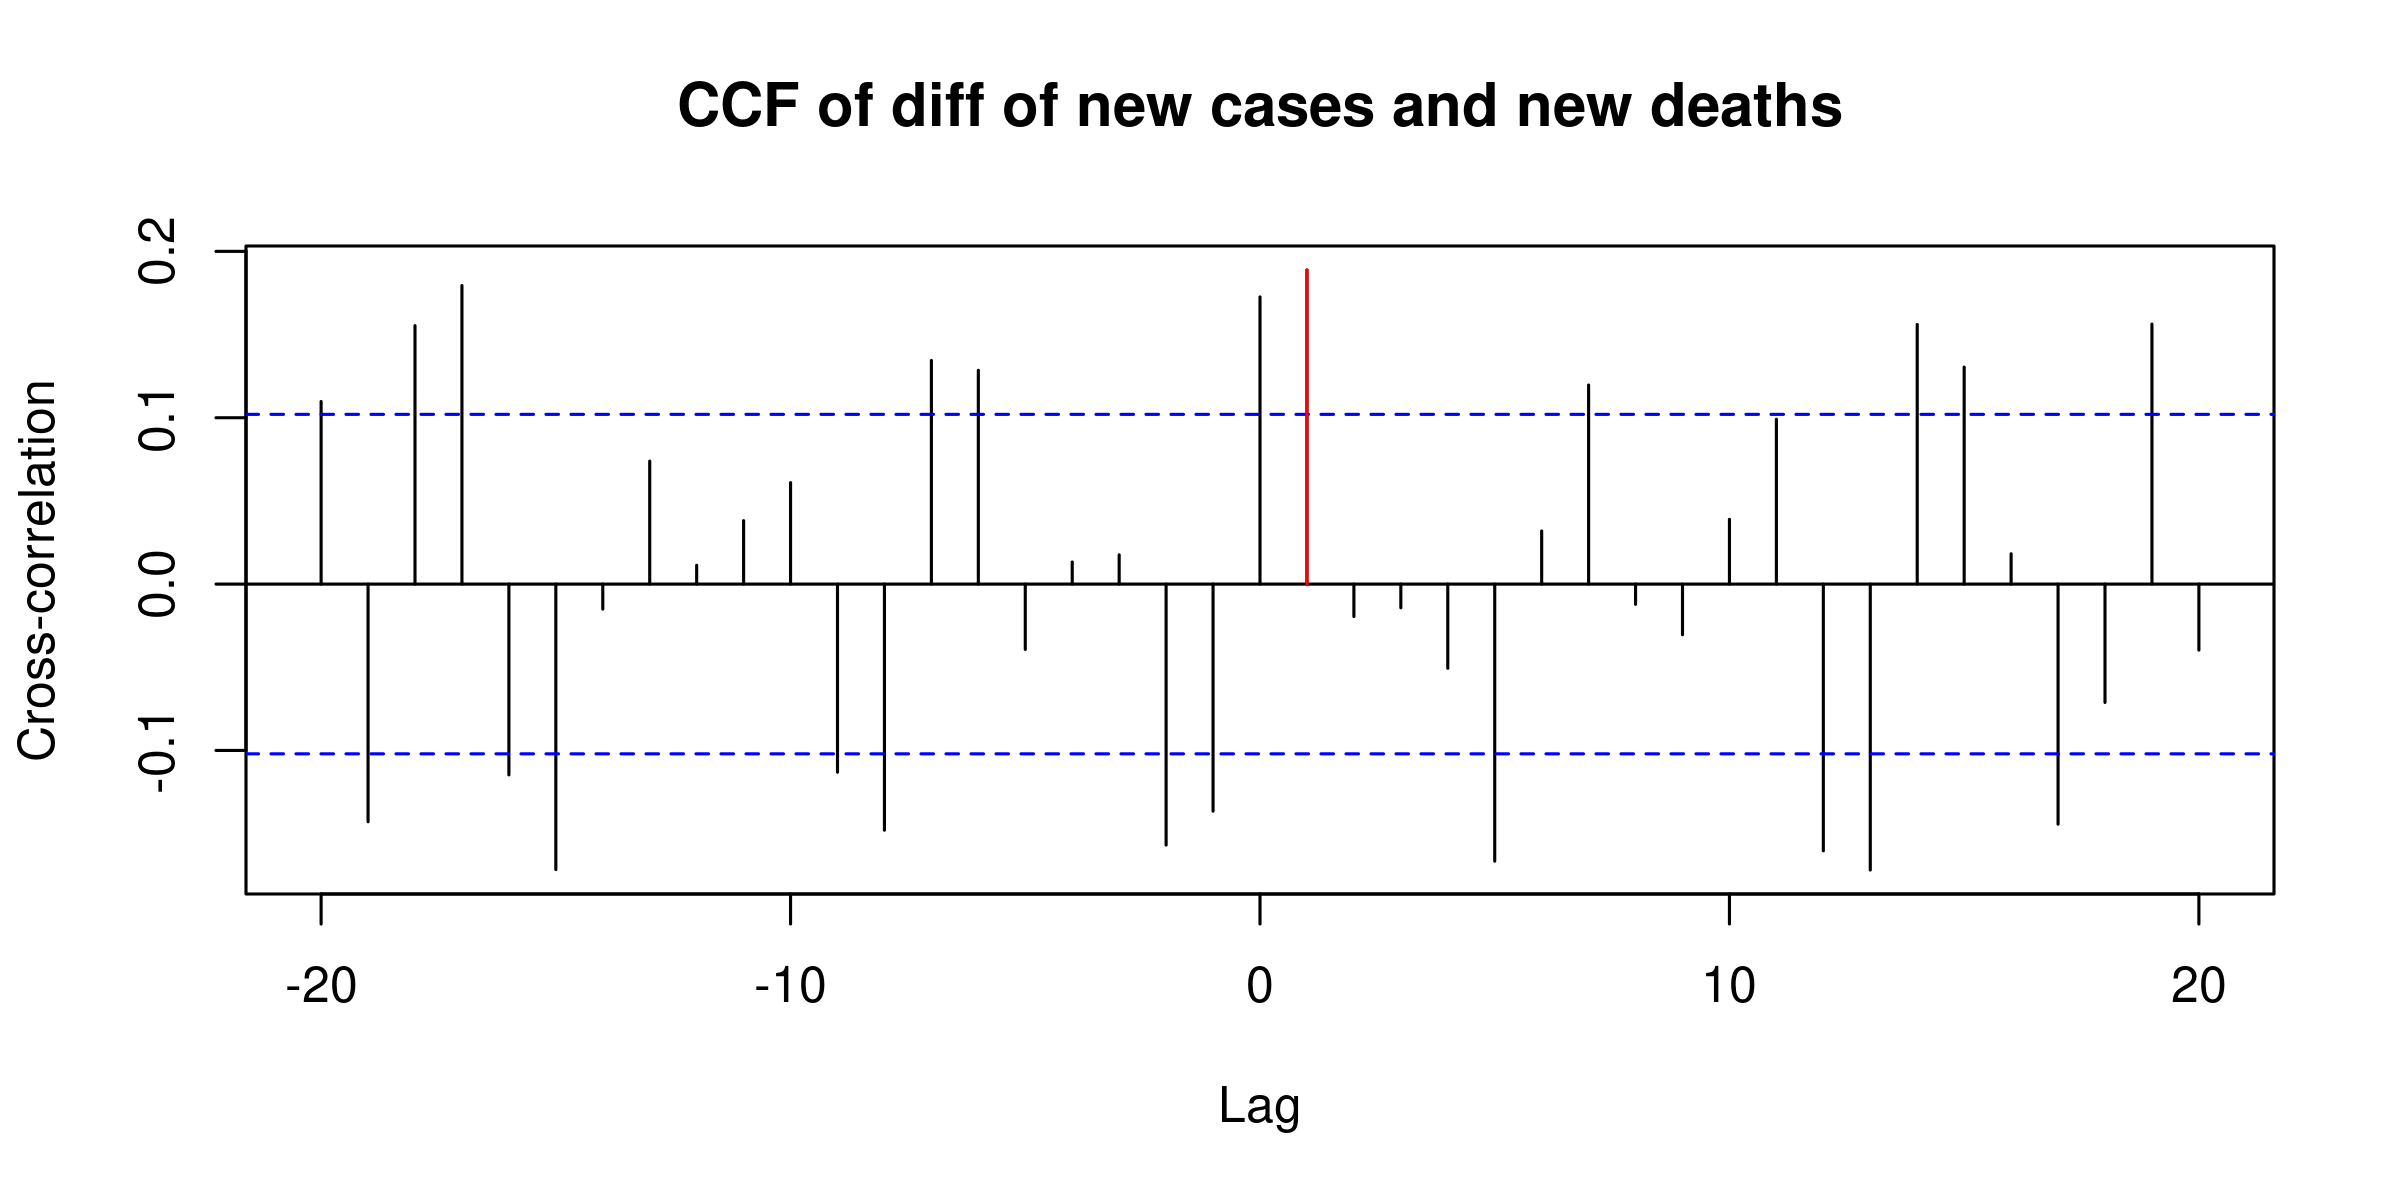 CCF of diff of new cases and new deaths
Cross-correlation
0.2
0.1
0.0
-0.1
-20 -10 0 10 20
Lag